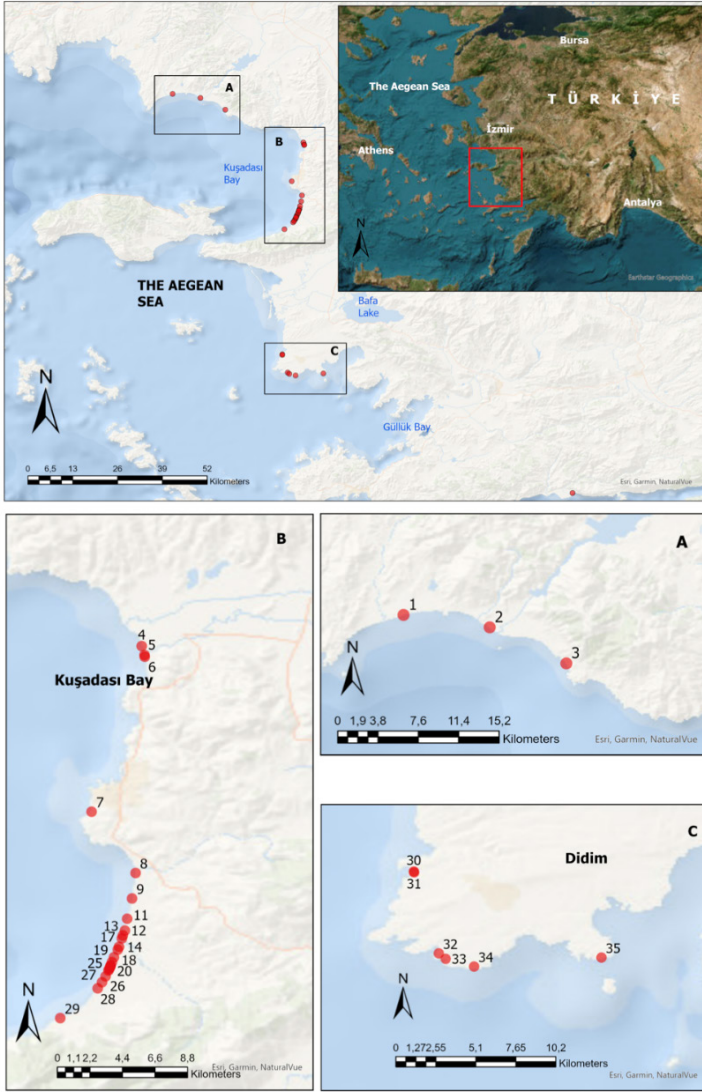 A
B
Kuşadası
Bay
THE AEGEAN
SEA
Bafa
Lake
C
N
Güllük Bay
0 6,5 13 26 39 52
Kilometers
Esri, Garmin, NaturalVue
Bursa
The Aegean Sea
T Ü R K İ Y E
İzmir
Athens
Antalya
N
Earthstar Geographics
B
4
5
6
Kuşadası Bay
7
8
9
11
13
12
17
14
19
18
25
20
27
26
28
29
N
0 1,1 2,2 4,4 6,6 8,8
Kilometers
Esri, Garmin, NaturalVue
A
1
2
3
N
0 1,9 3,8 7,6 11,4 15,2
Kilometers
Esri, Garmin, NaturalVue
C
Didim
30
31
32
33
34
35
N
0 1,27 2,55 5,1 7,65 10,2
Kilometers
Esri, Garmin, NaturalVue